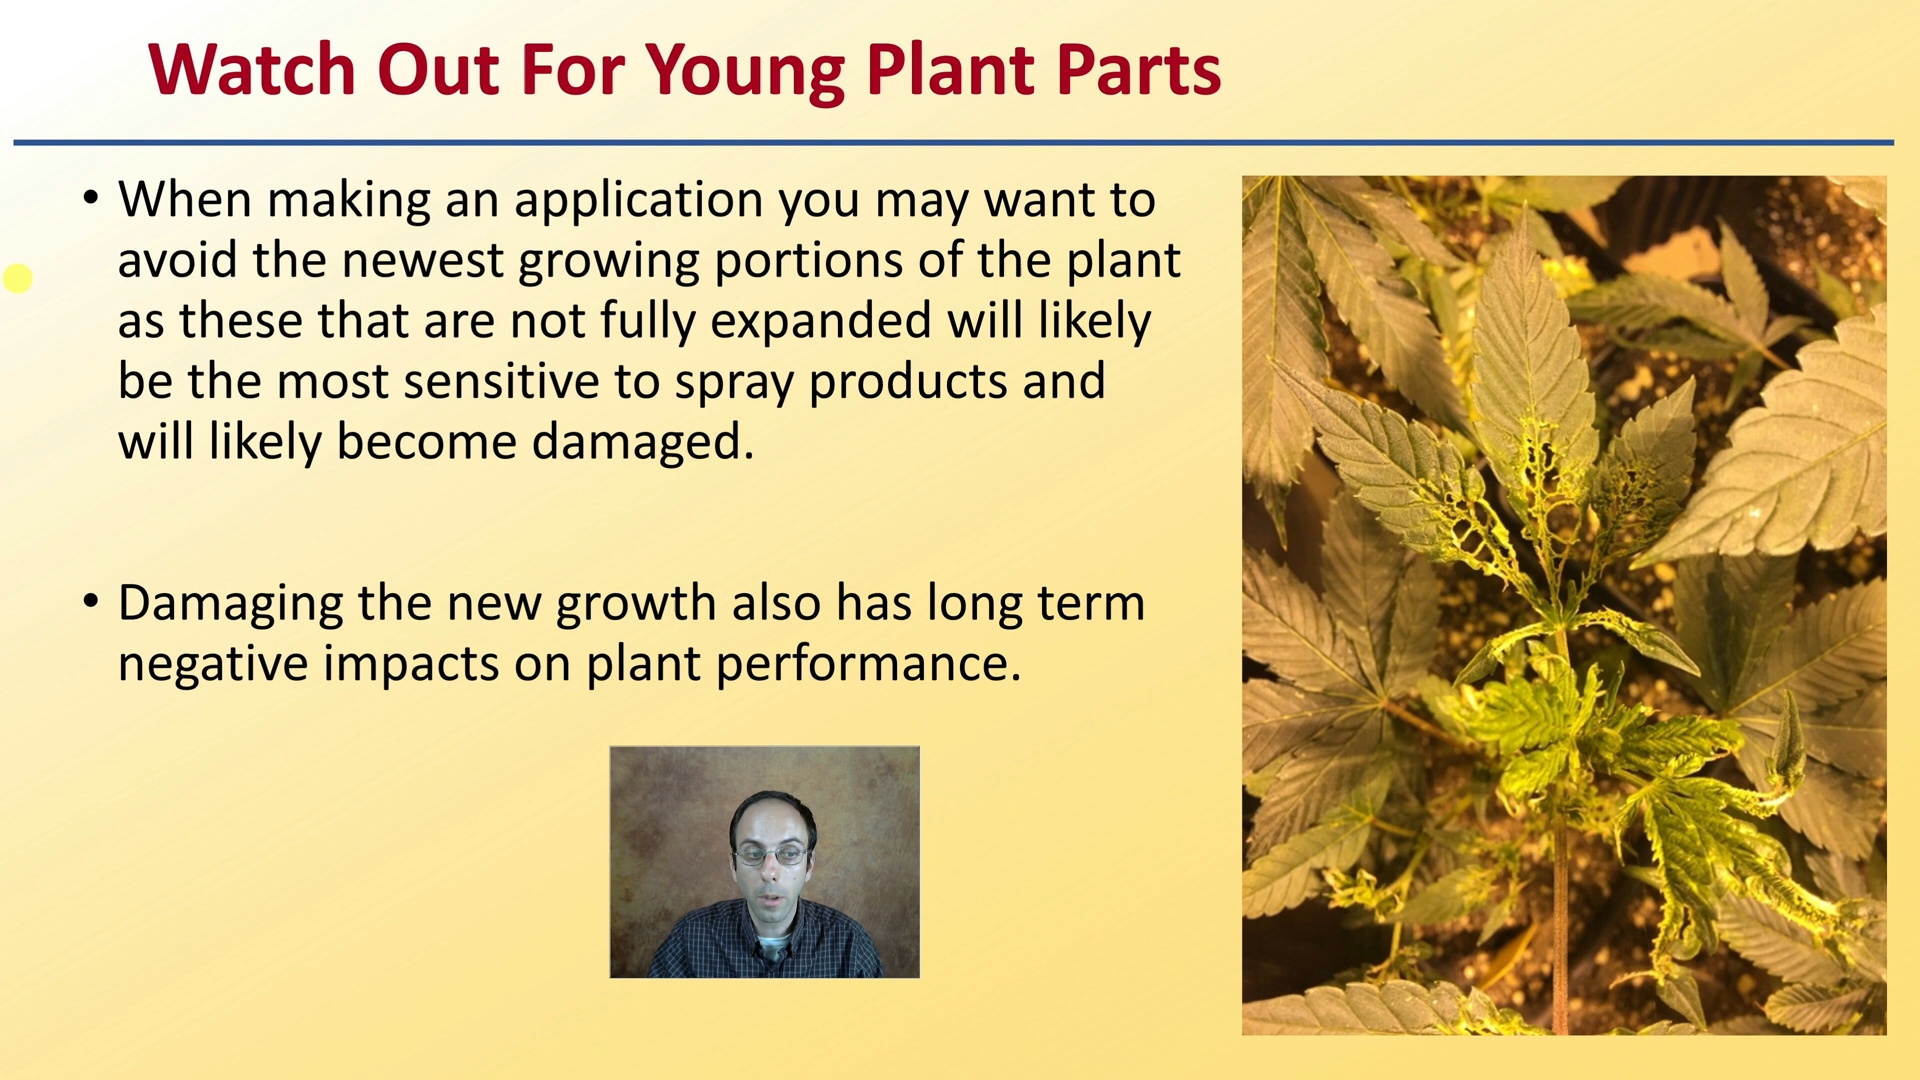 Watch Out For Young Plant Parts
• When making an application you may want to
avoid the newest growing portions of the plant
as these that are not fully expanded will likely
be the most sensitive to spray products and
will likely become damaged.
• Damaging the new growth also has long term
negative impacts on plant performance.